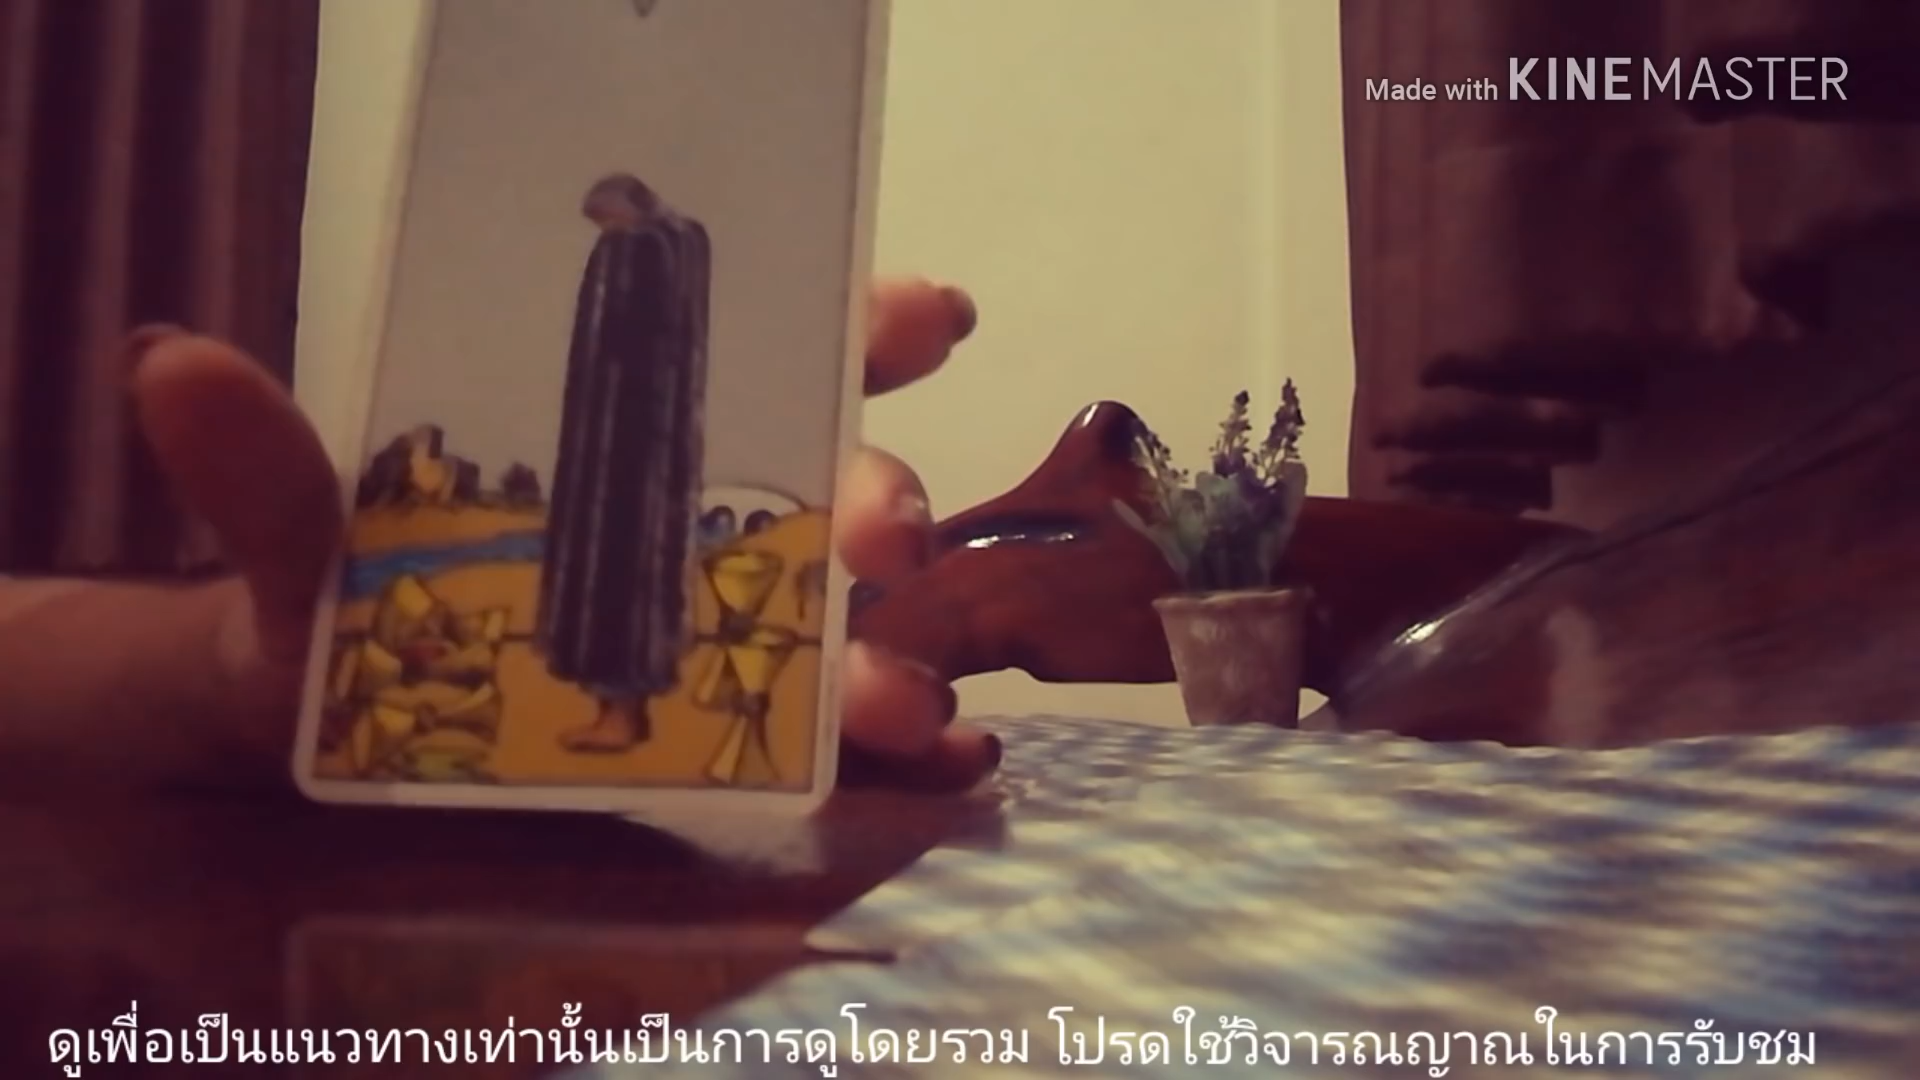 Made with KINEMASTER
ดูเพื่อเป็นแนวทางเท่านั้นเป็นการดูโดยรวม โปรดใช้วิจารณญาณในการรับชม